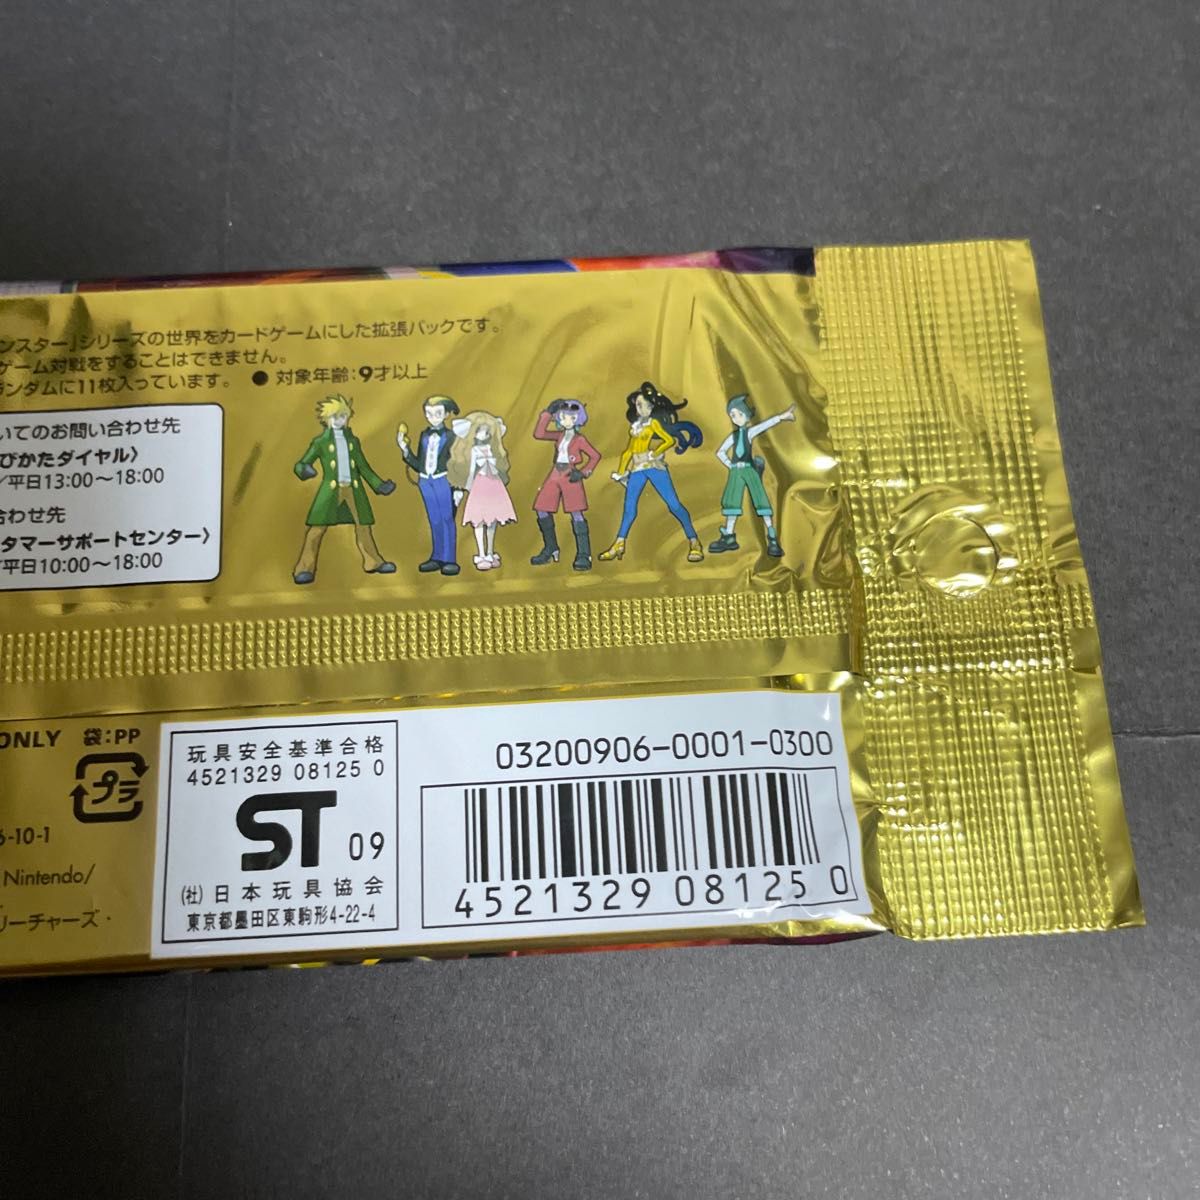 ンスター」シリーズの世界をカードゲームにした拡張パックです。
ゲーム対戦をすることはできません。
ランダムに11枚入っています。 ● 対象年齢:9才以上
いてのお問い合わせ先
びかたダイヤル〉
/平日13:00～18:00
合わせ先
タマーサポートセンター〉
/平日10:00～18:00
ONLY 袋:PP
プラ
6-10-1
Nintendo/
リーチャーズ・
玩具安全基準合格
4521329 08125 0
ST 09
(社)日本玩具協会
東京都墨田区東駒形4-22-4
03200906-0001-0300
4521329 081250